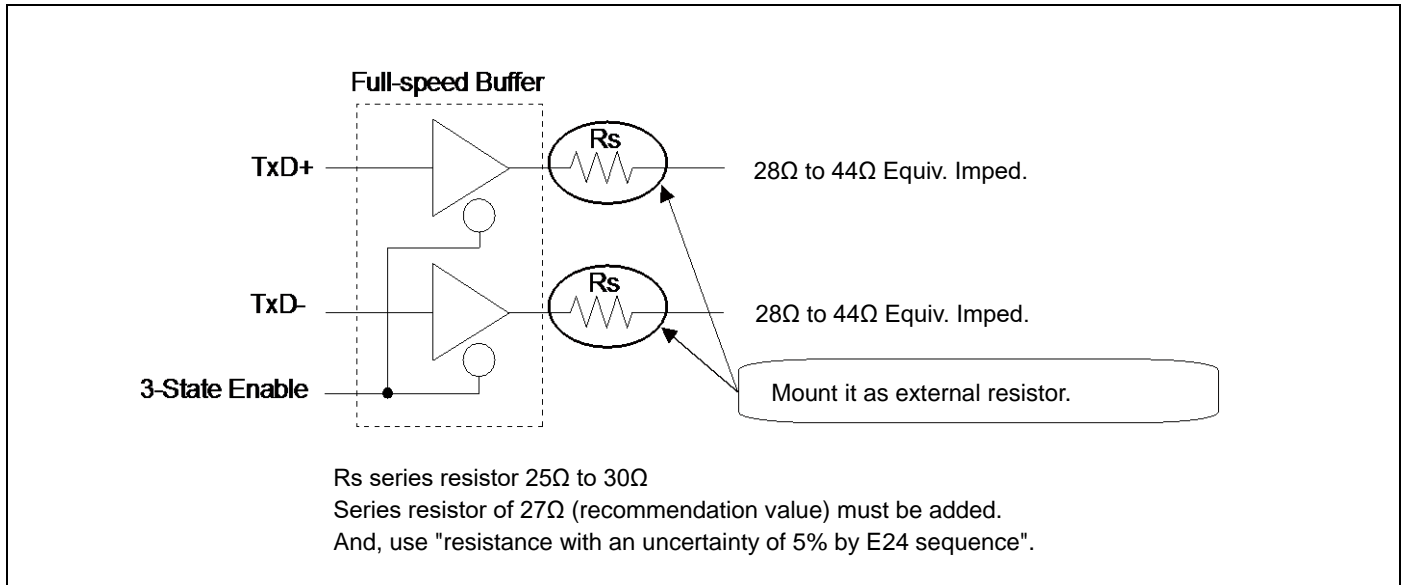 Full-speed Buffer
Rs
TxD+
28Ω to 44Ω Equiv. Imped.
Rs
TxD-
28Ω to 44Ω Equiv. Imped.
3-State Enable
Mount it as external resistor.
Rs series resistor 25Ω to 30Ω
Series resistor of 27Ω (recommendation value) must be added.
And, use "resistance with an uncertainty of 5% by E24 sequence".